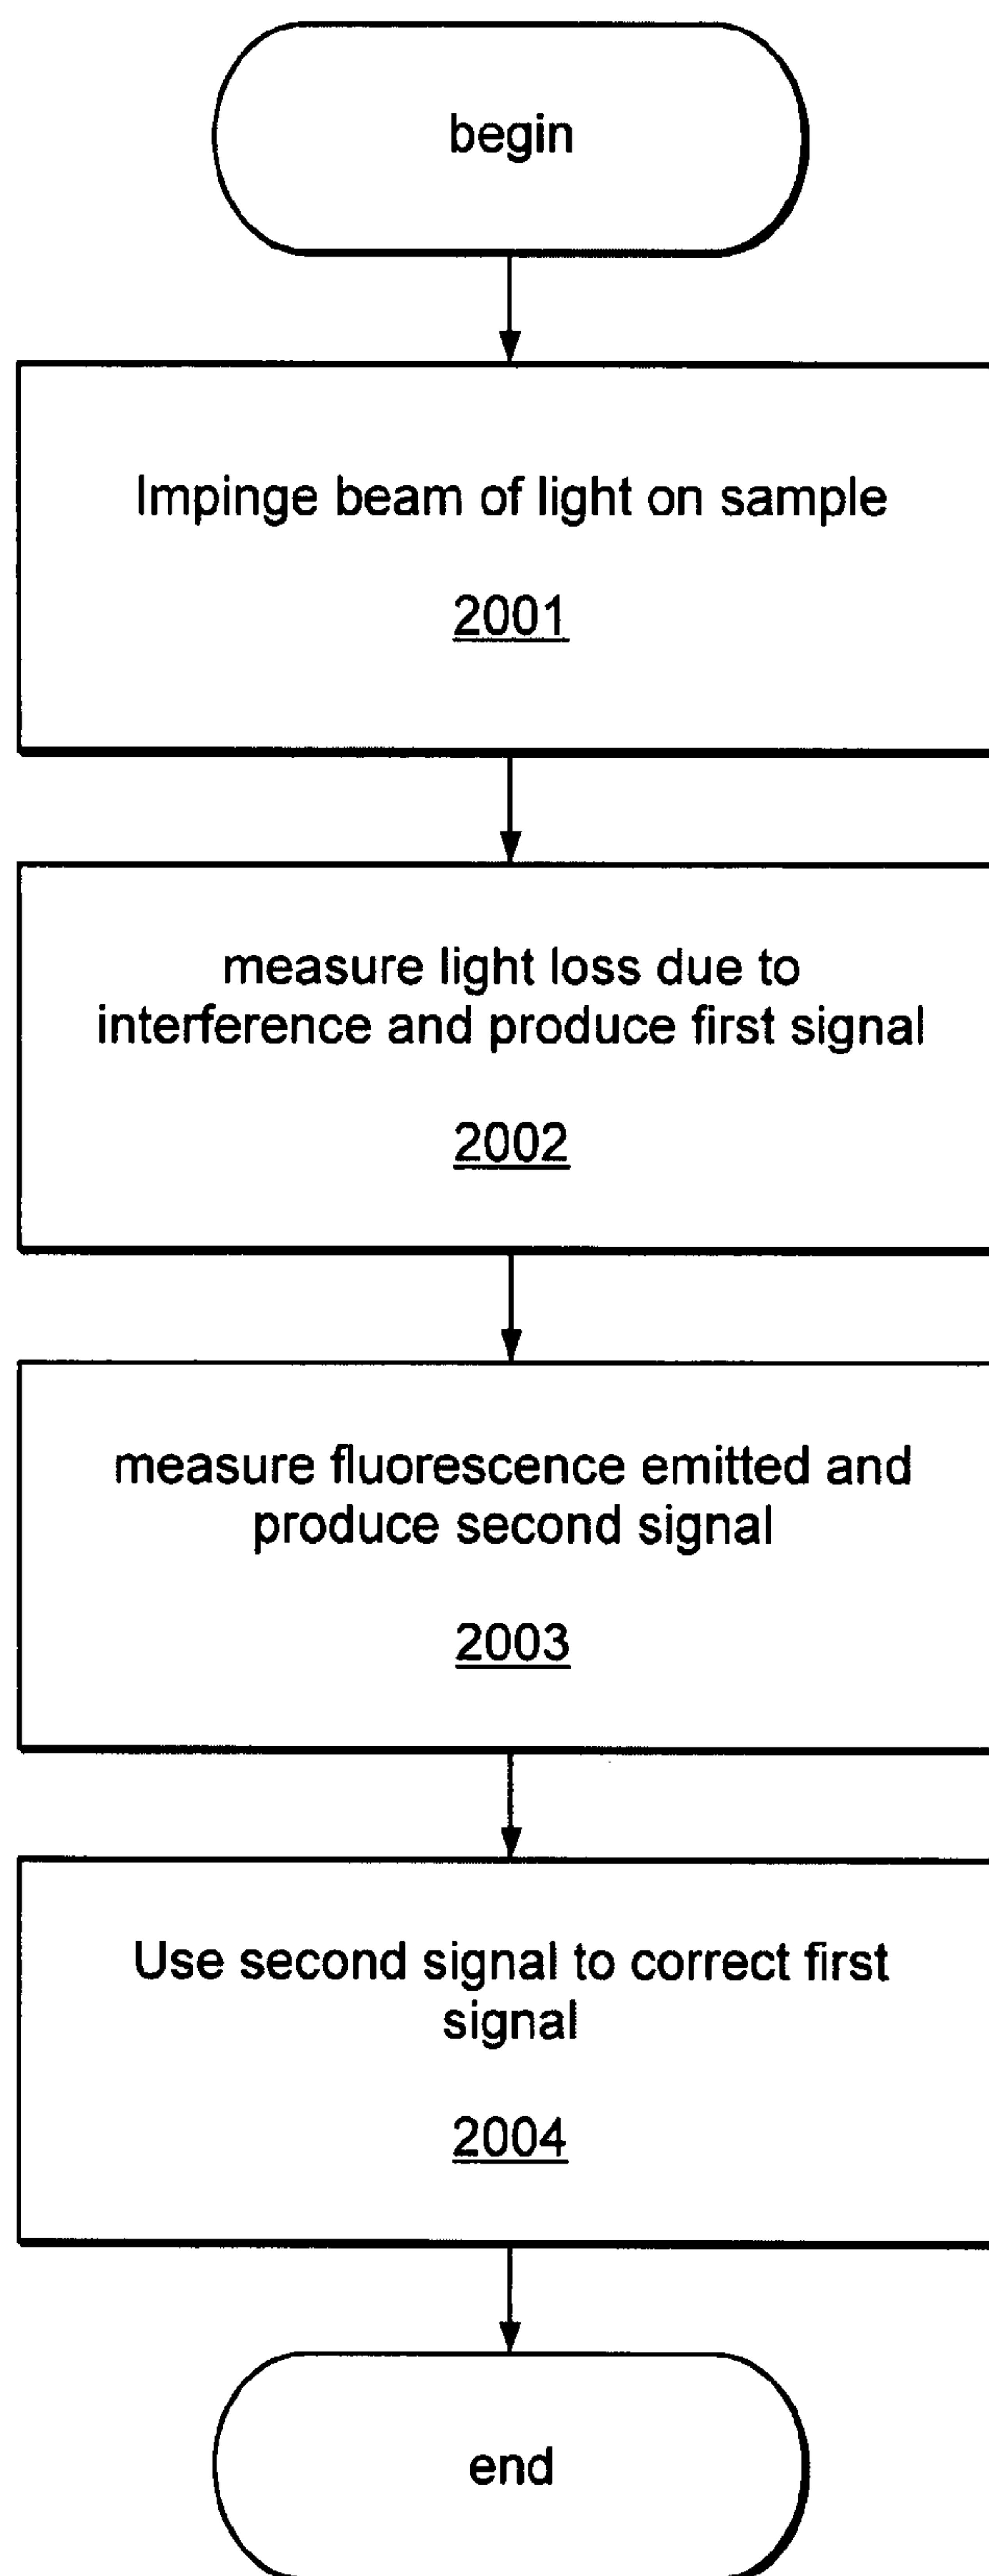 begin
Impinge beam of light on sample
2001
measure light loss due to
interference and produce first signal
2002
measure fluorescence emitted and
produce second signal
2003
Use second signal to correct first
signal
2004
end